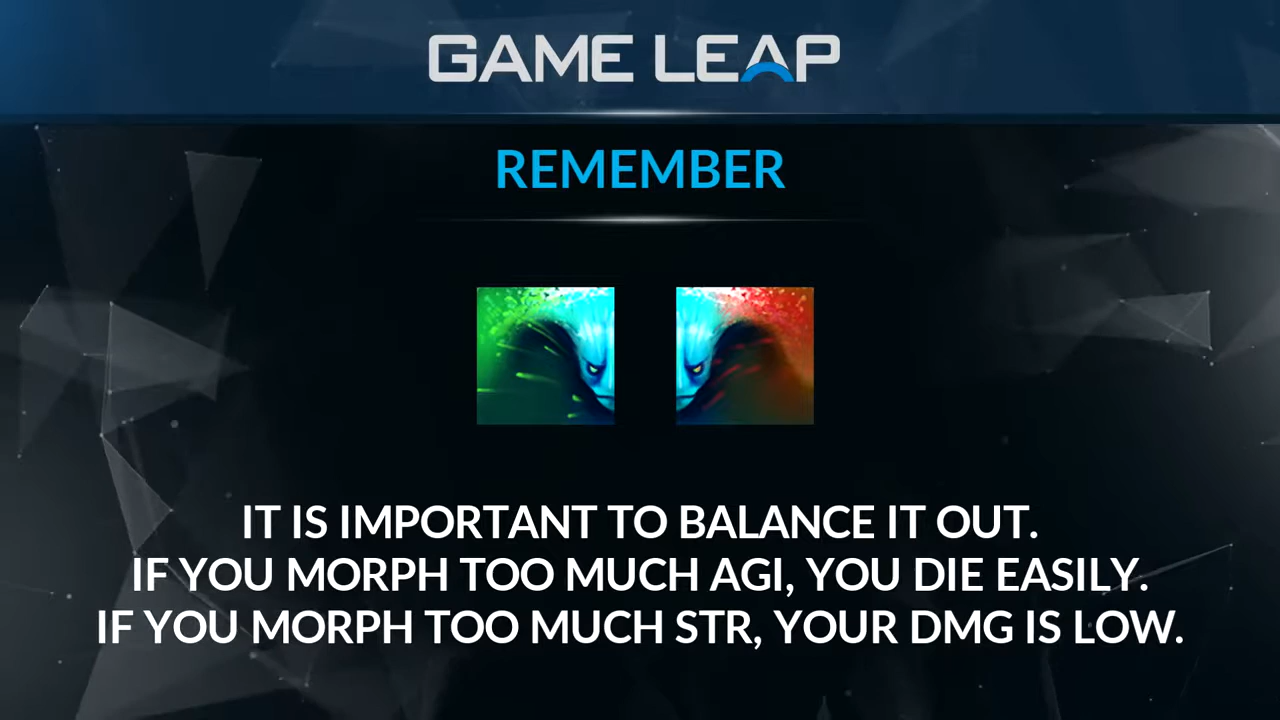 GAME LEAP
REMEMBER
IT IS IMPORTANT TO BALANCE IT OUT.
IF YOU MORPH TOO MUCH AGI, YOU DIE EASILY.
IF YOU MORPH TOO MUCH STR, YOUR DMG IS LOW.